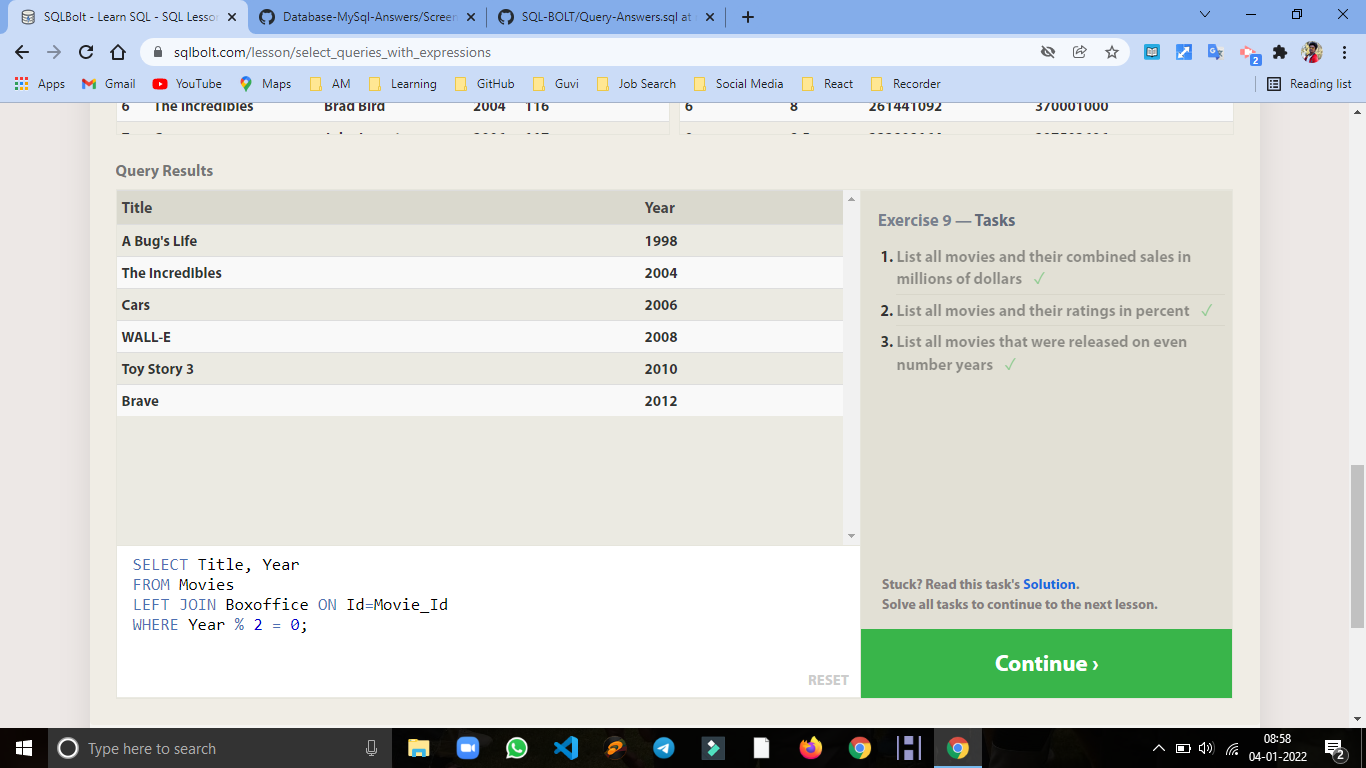 SQLBolt - Learn SQL - SQL Lesso
Database-MySql-Answers/Screen
SQL-BOLT/Query-Answers.sql at
sqlbolt.com/lesson/select_queries_with_expressions
2
Apps Gmail YouTube Maps AM Learning GitHub Guvi Job Search Social Media React Recorder Reading list
6 The Incredibles Brad Bird 2004 116 6 8 261441092 370001000
Query Results
Title Year
A Bug's Life 1998
The Incredibles 2004
Cars 2006
WALL-E 2008
Toy Story 3 2010
Brave 2012
Exercise 9 — Tasks
1. List all movies and their combined sales in
millions of dollars ✓
2. List all movies and their ratings in percent ✓
3. List all movies that were released on even
number years ✓
Stuck? Read this task's Solution.
Solve all tasks to continue to the next lesson.
Continue ›
SELECT Title, Year
FROM Movies
LEFT JOIN Boxoffice ON Id=Movie_Id
WHERE Year % 2 = 0;
RESET
Type here to search
08:58
04-01-2022
2